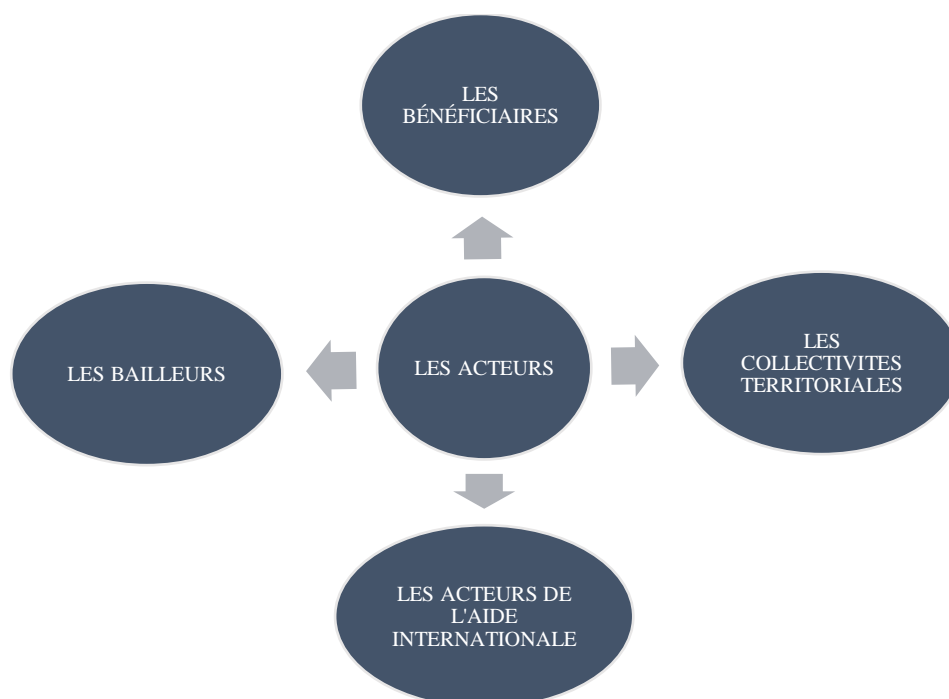 LES
BÉNÉFICIAIRES
LES BAILLEURS
LES ACTEURS
LES
COLLECTIVITES
TERRITORIALES
LES ACTEURS DE
L'AIDE
INTERNATIONALE